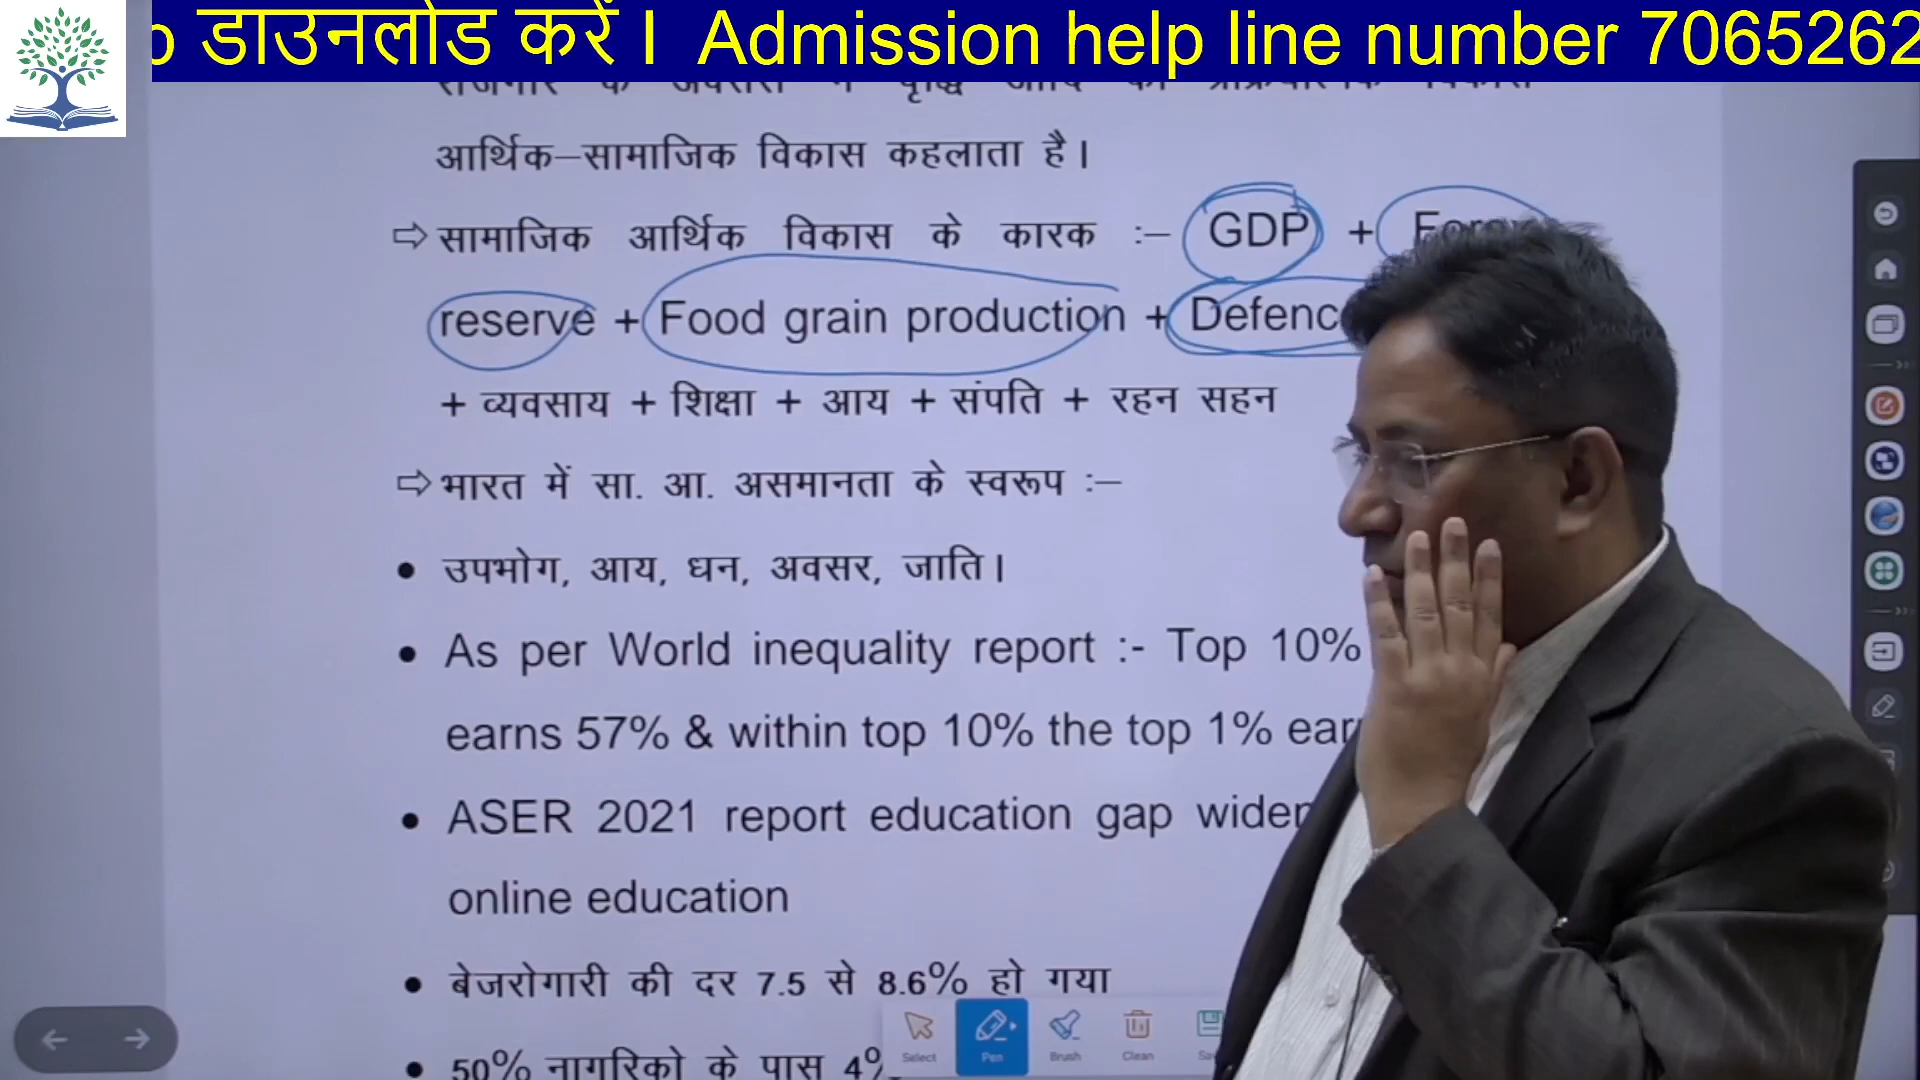 डाउनलोड करें I Admission help line number 7065262
आर्थिक–सामाजिक विकास कहलाता है।
⇨ सामाजिक आर्थिक विकास के कारक :– GDP +
reserve + Food grain production +
+ व्यवसाय + शिक्षा + आय + संपति + रहन सहन
⇨ भारत में सा. आ. असमानता के स्वरूप :–
• उपभोग, आय, धन, अवसर, जाति।
• As per World inequality report :- Top 10%
earns 57% & within top 10% the top 1%
• ASER 2021 report education gap
online education
• बेजरोगारी की दर 7.5 से 8.6% हो गया
• 50% नागरिको के पास
Select Pen Brush Clean